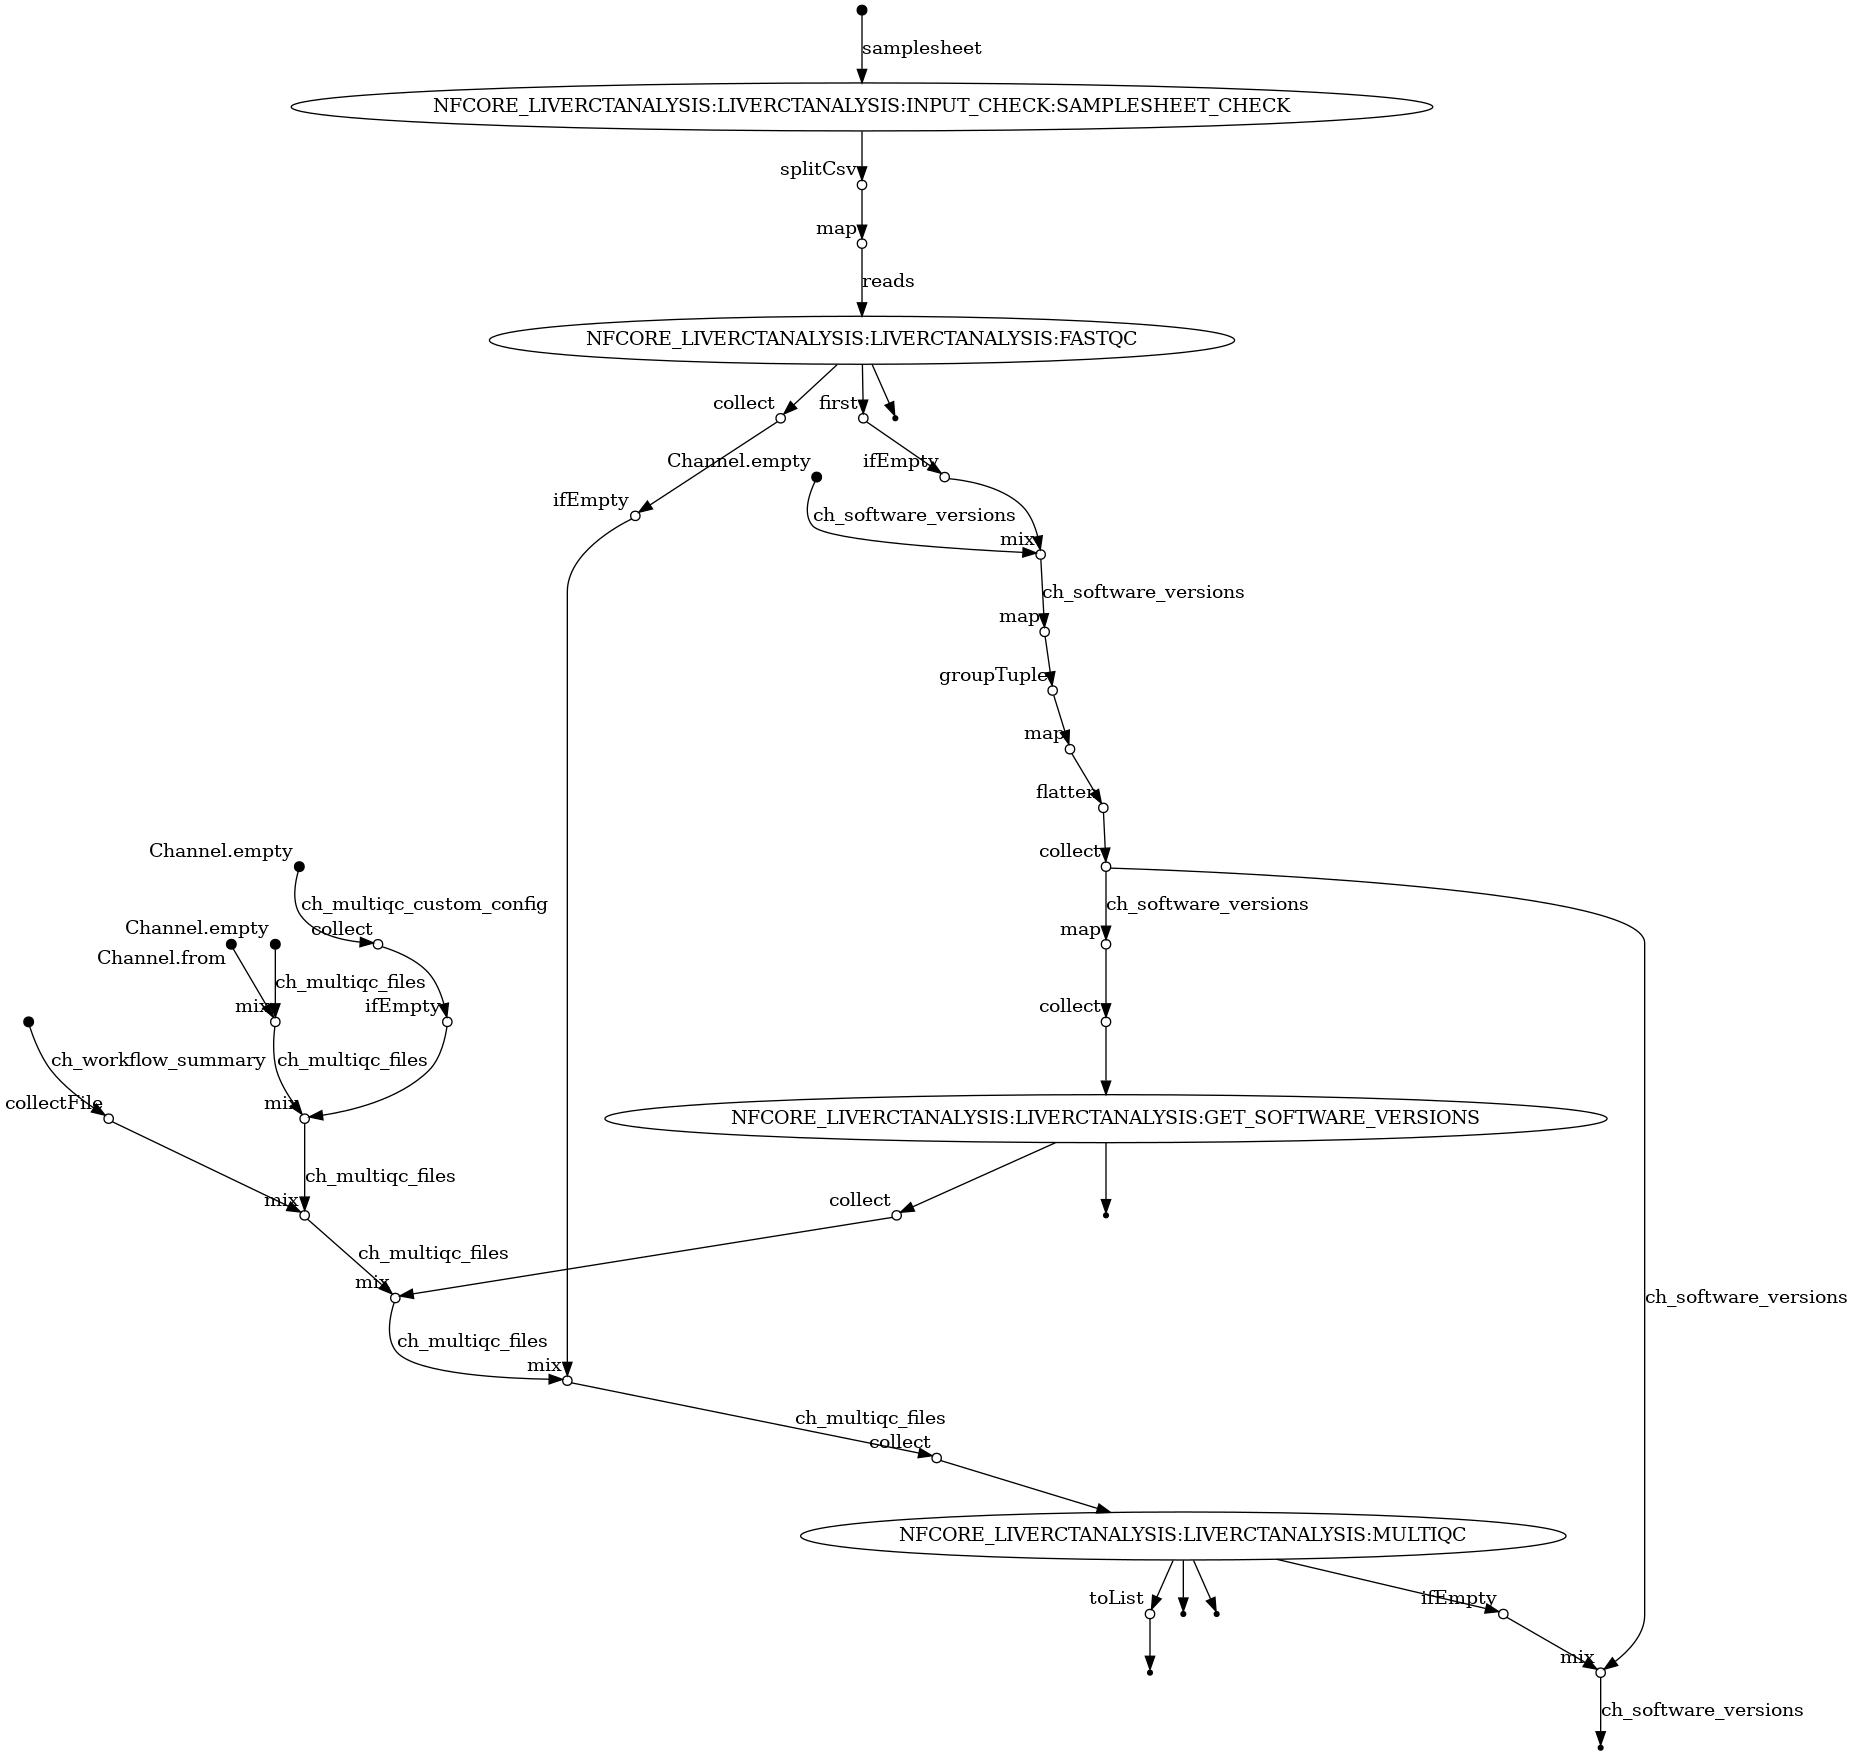 samplesheet
NFCORE_LIVERCTANALYSIS:LIVERCTANALYSIS:INPUT_CHECK:SAMPLESHEET_CHECK
splitCsv
map
reads
NFCORE_LIVERCTANALYSIS:LIVERCTANALYSIS:FASTQC
collect
first
Channel.empty
ifEmpty
ifEmpty
ch_software_versions
mix
ch_software_versions
map
groupTuple
map
flatten
Channel.empty
collect
ch_multiqc_custom_config
ch_software_versions
Channel.empty
collect
map
Channel.from
ch_multiqc_files
mix
ifEmpty
collect
ch_workflow_summary
ch_multiqc_files
collectFile
mix
NFCORE_LIVERCTANALYSIS:LIVERCTANALYSIS:GET_SOFTWARE_VERSIONS
ch_multiqc_files
mix
collect
ch_multiqc_files
mix
ch_software_versions
ch_multiqc_files
mix
ch_multiqc_files
collect
NFCORE_LIVERCTANALYSIS:LIVERCTANALYSIS:MULTIQC
toList
ifEmpty
mix
ch_software_versions